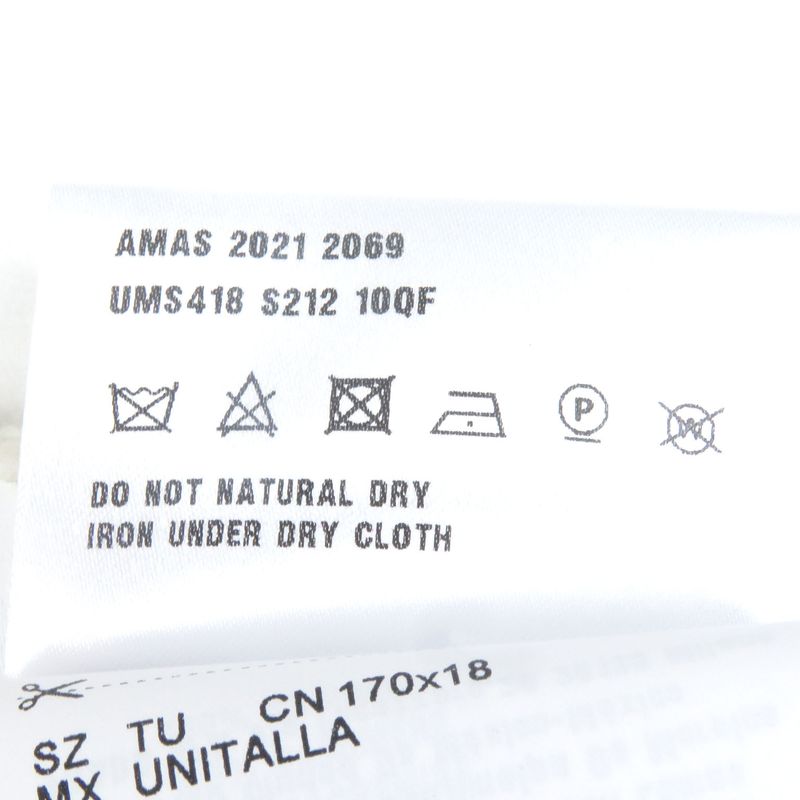 AMAS 2021 2069
UMS418 S212 10QF
P
W
DO NOT NATURAL DRY
IRON UNDER DRY CLOTH
SZ TU CN 170x18
MX UNITALLA